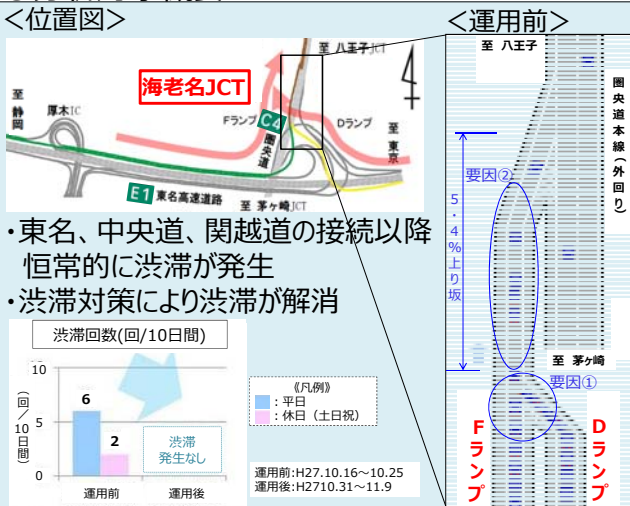 <位置図>
至 八王子JCT
海老名JCT
至 静岡
厚木IC
Fランプ
C4
圏央道
Dランプ
至 東京
E1 東名高速道路
至 茅ヶ崎JCT
・東名、中央道、関越道の接続以降
恒常的に渋滞が発生
・渋滞対策により渋滞が解消
渋滞回数(回/10日間)
(回/10日間)
10
5
0
6
2
渋滞
発生なし
運用前
運用後
《凡例》
:平日
:休日(土日祝)
運用前:H27.10.16~10.25
運用後:H2710.31~11.9
<運用前>
至 八王子
圏央道本線(外回り)
要因②
5・4%上り坂
至 茅ヶ崎
要因①
Fランプ
Dランプ